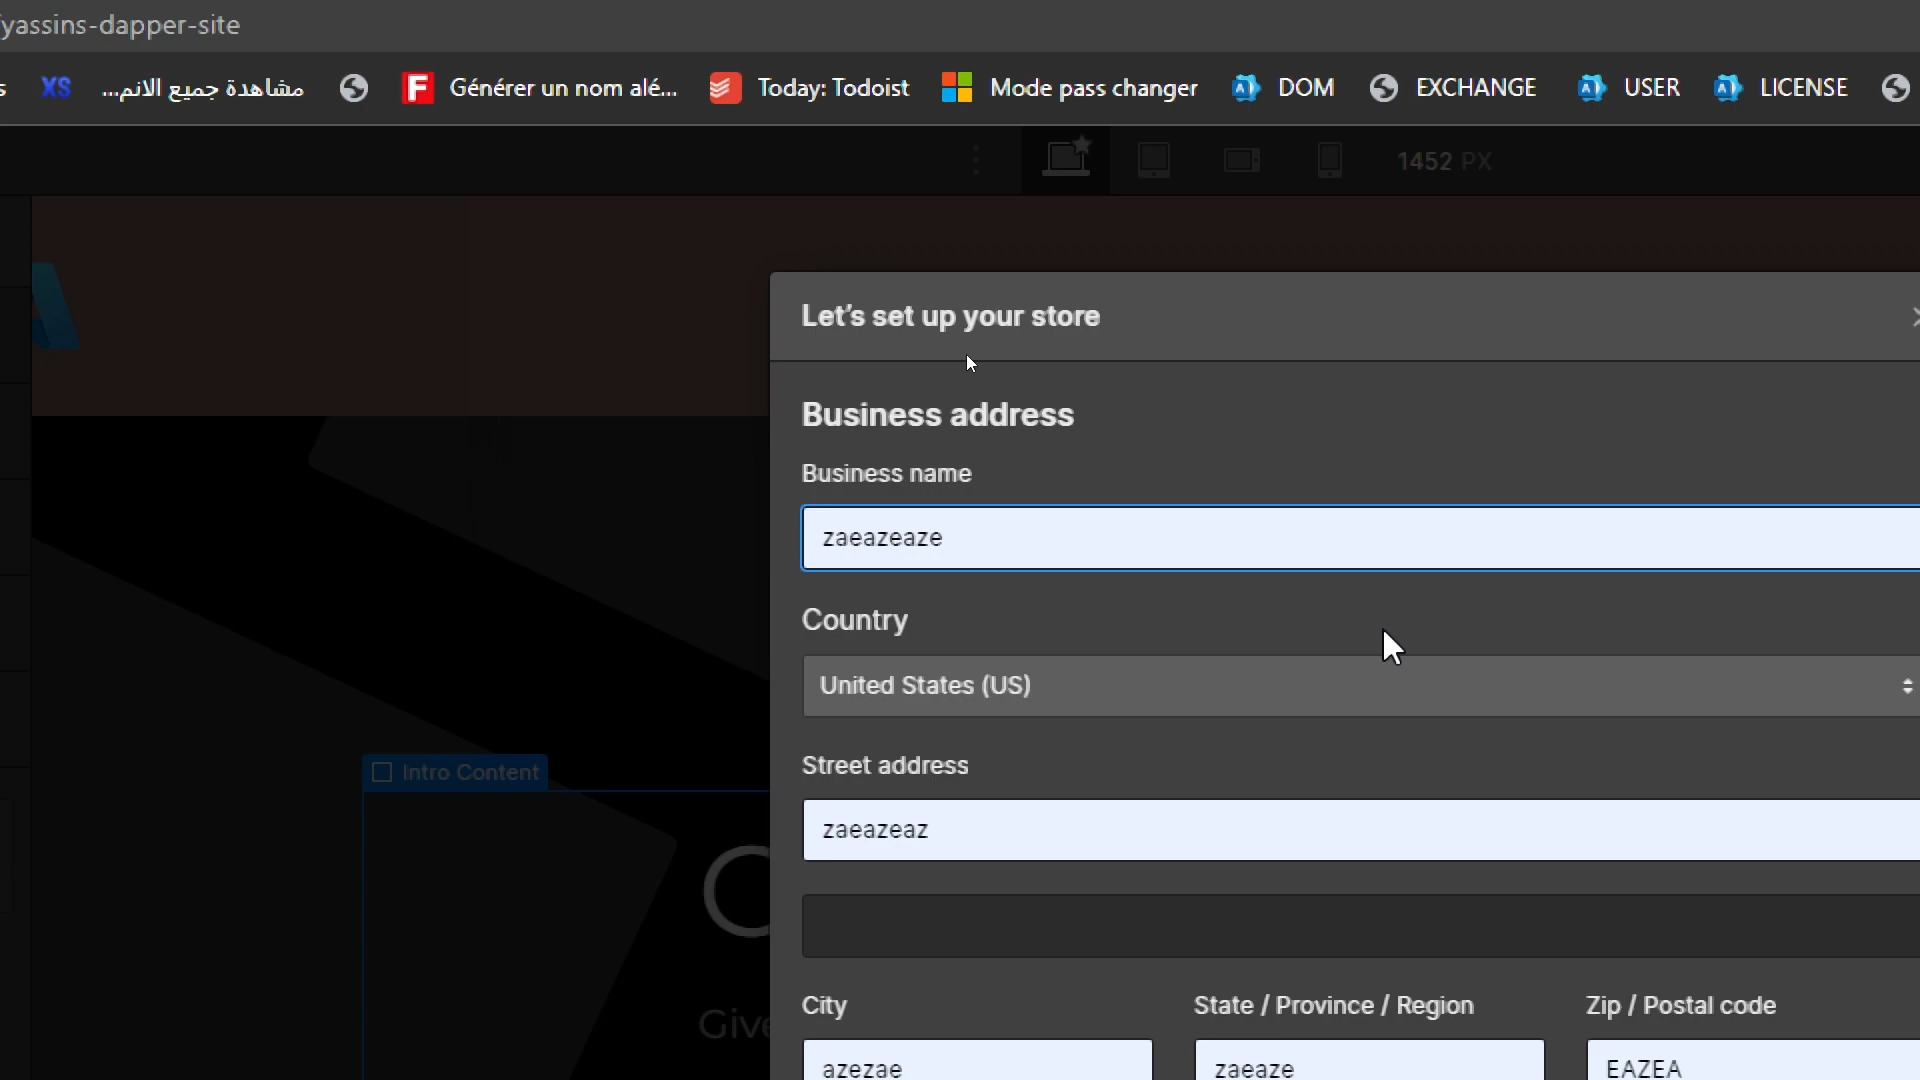 yassins-dapper-site
s XS مشاهدة جميع الانم... F Générer un nom alé... Today: Todoist Mode pass changer DOM EXCHANGE USER LICENSE
1452 PX
Let's set up your store
Business address
Business name
zaeazeaze
Country
United States (US)
Street address
zaeazeaz
Intro Content
Give
City State / Province / Region Zip / Postal code
azezae zaeaze EAZEA